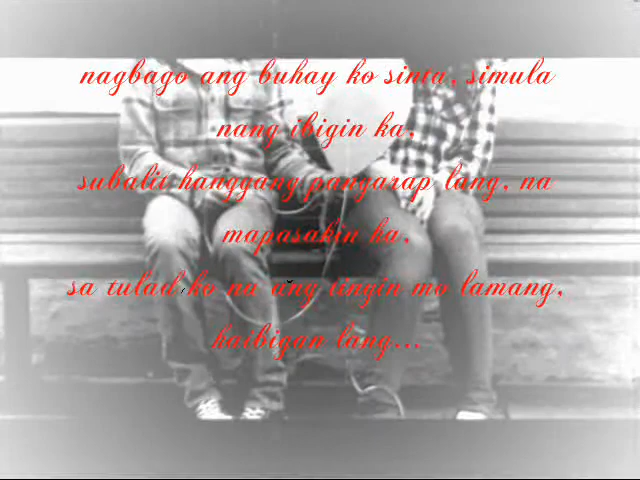 nagbago ang buhay ko sinta, simula
nang ibigin ka,
subalit hanggang pangarap lang, na
mapasakin ka,
sa tulad ko na ang tingin mo lamang,
kaibigan lang...